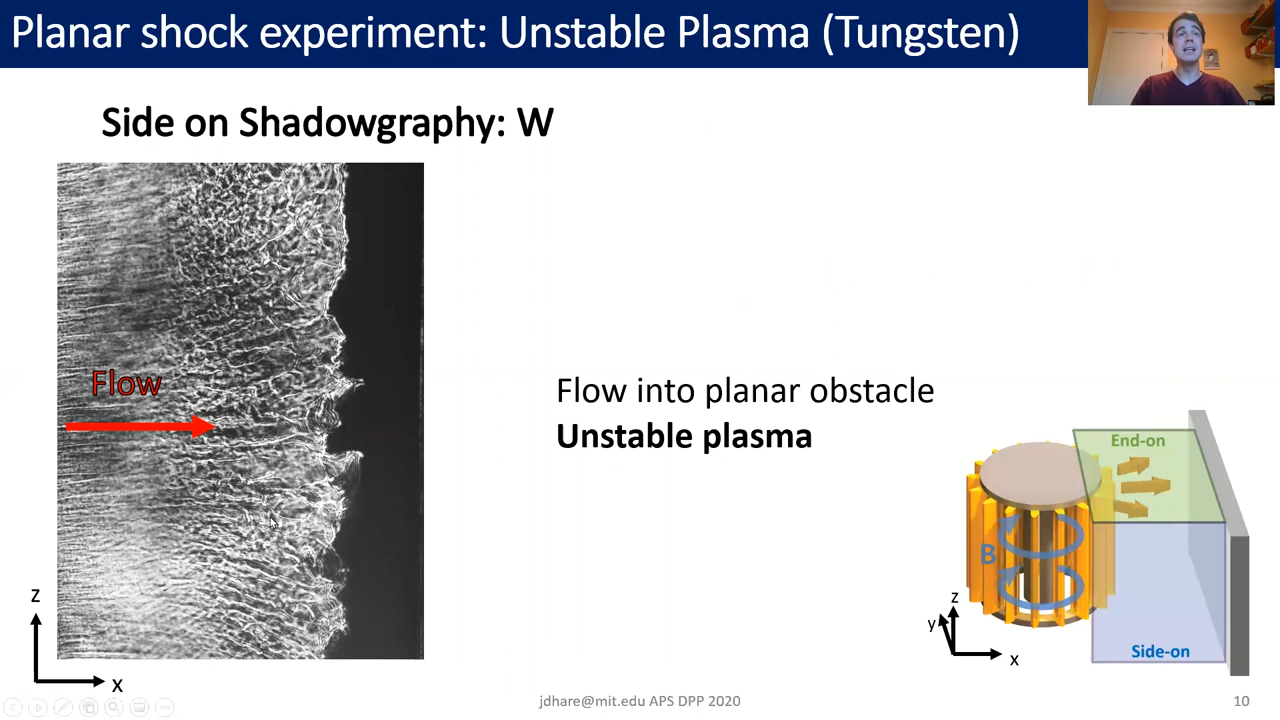 Planar shock experiment: Unstable Plasma (Tungsten)
Side on Shadowgraphy: W
Flow
Flow into planar obstacle
Unstable plasma
End-on
B
z
y
x
Side-on
z
x
jdhare@mit.edu APS DPP 2020
10